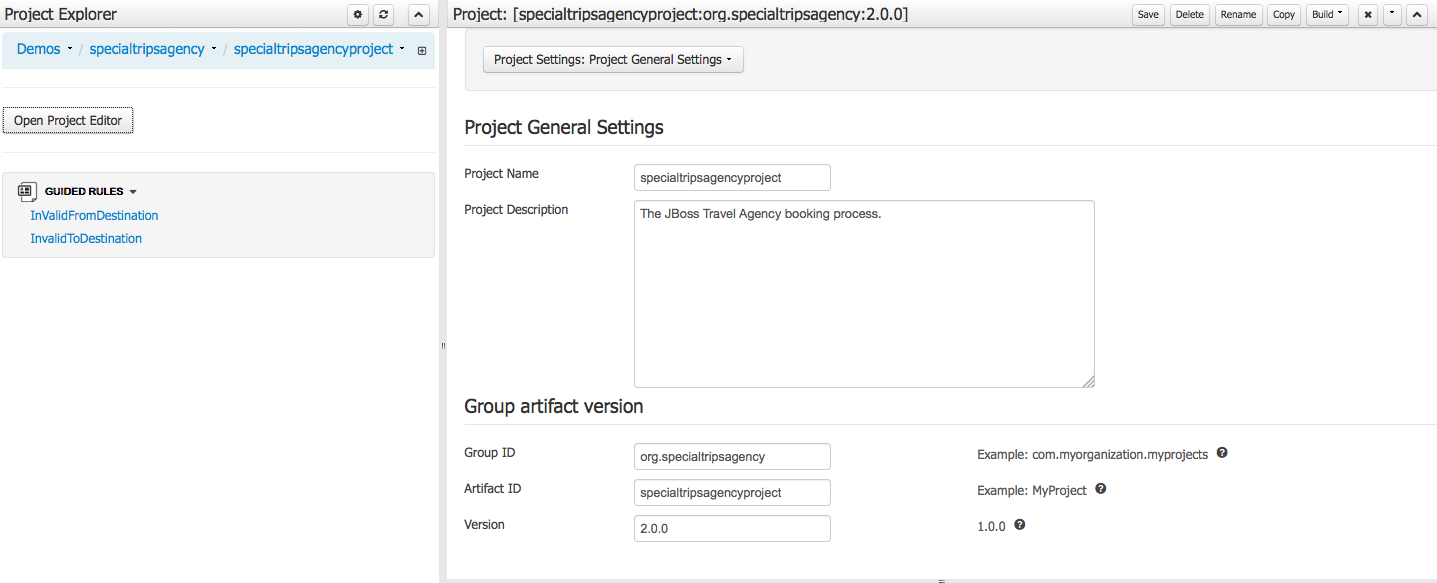 Project Explorer
Demos / specialtripsagency / specialtripsagencyproject
Open Project Editor
GUIDED RULES
InValidFromDestination
InvalidToDestination
Project: [specialtripsagencyproject:org.specialtripsagency:2.0.0]
Save Delete Rename Copy Build
Project Settings: Project General Settings
Project General Settings
Project Name specialtripsagencyproject
Project Description The JBoss Travel Agency booking process.
Group artifact version
Group ID org.specialtripsagency Example: com.myorganization.myprojects
Artifact ID specialtripsagencyproject Example: MyProject
Version 2.0.0 1.0.0